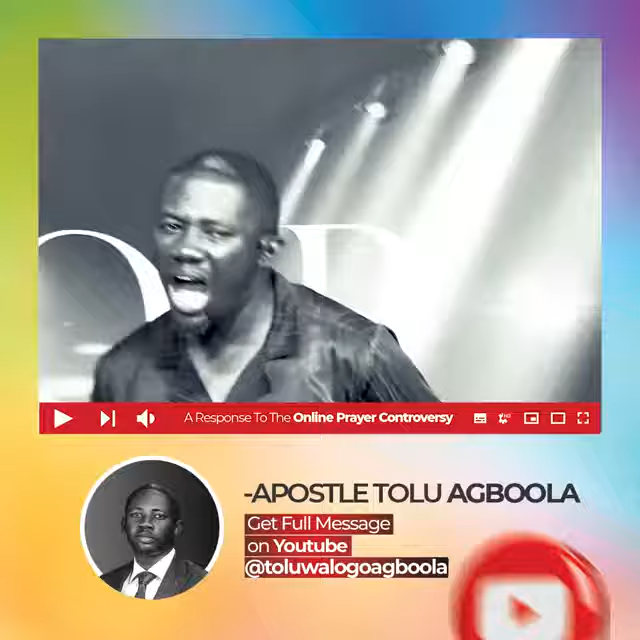 A Response To The Online Prayer Controversy
-APOSTLE TOLU AGBOOLA
Get Full Message
on Youtube
@toluwalogoagboola